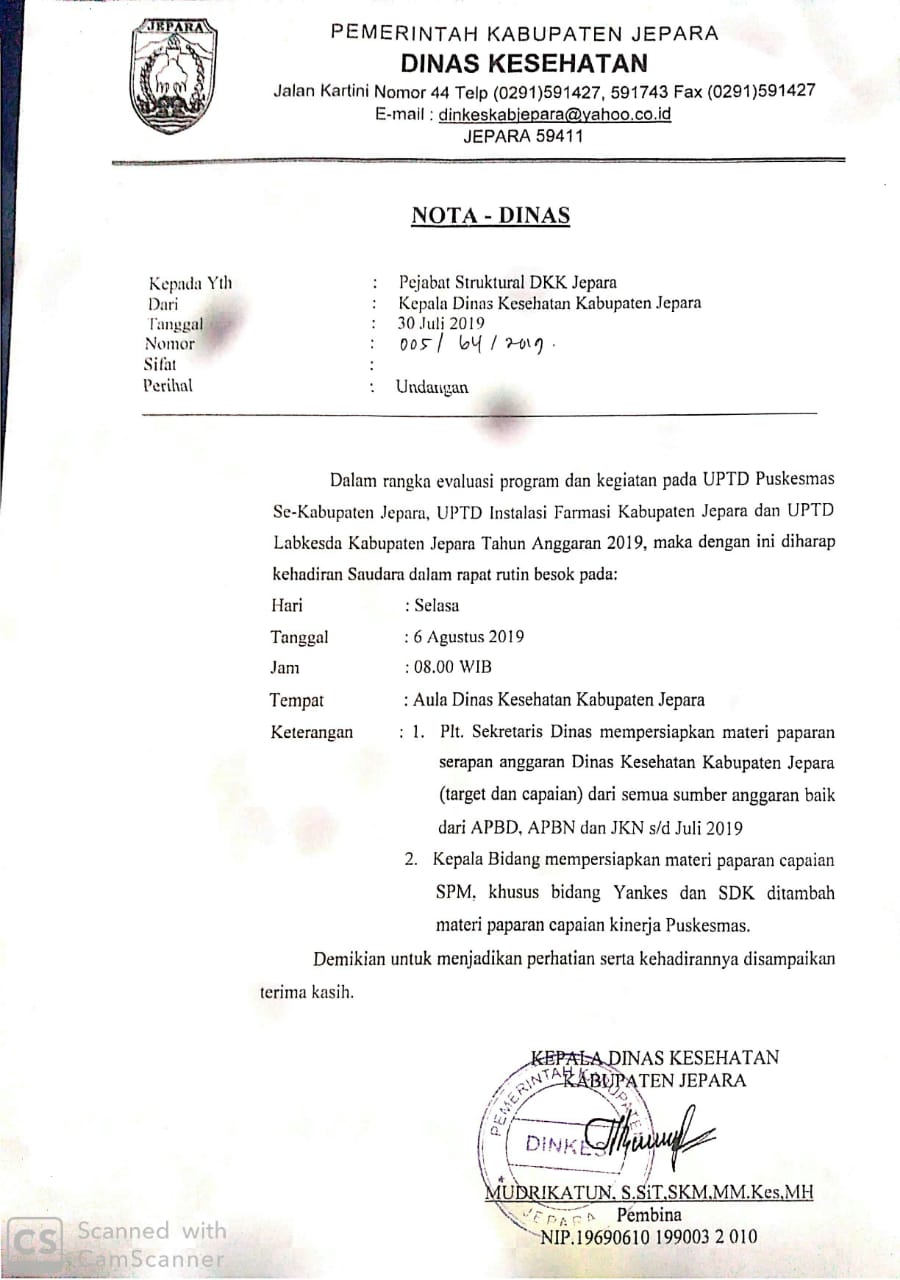 JEPARA
PEMERINTAH KABUPATEN JEPARA
DINAS KESEHATAN
Jalan Kartini Nomor 44 Telp (0291)591427, 591743 Fax (0291)591427
E-mail : dinkeskabjepara@yahoo.co.id
JEPARA 59411
NOTA - DINAS
Kepada Yth : Pejabat Struktural DKK Jepara
Dari : Kepala Dinas Kesehatan Kabupaten Jepara
Tanggal : 30 Juli 2019
Nomor : 005/ 64 / 2019.
Sifat :
Perihal : Undangan
Dalam rangka evaluasi program dan kegiatan pada UPTD Puskesmas
Se-Kabupaten Jepara, UPTD Instalasi Farmasi Kabupaten Jepara dan UPTD
Labkesda Kabupaten Jepara Tahun Anggaran 2019, maka dengan ini diharap
kehadiran Saudara dalam rapat rutin besok pada:
Hari : Selasa
Tanggal : 6 Agustus 2019
Jam : 08.00 WIB
Tempat : Aula Dinas Kesehatan Kabupaten Jepara
Keterangan : 1. Plt. Sekretaris Dinas mempersiapkan materi paparan
serapan anggaran Dinas Kesehatan Kabupaten Jepara
(target dan capaian) dari semua sumber anggaran baik
dari APBD, APBN dan JKN s/d Juli 2019
2. Kepala Bidang mempersiapkan materi paparan capaian
SPM, khusus bidang Yankes dan SDK ditambah
materi paparan capaian kinerja Puskesmas.
Demikian untuk menjadikan perhatian serta kehadirannya disampaikan
terima kasih.
KEPALA DINAS KESEHATAN
KABUPATEN JEPARA
PEMERINTAH KABUPATEN
DINKES
JEPARA
MUDRIKATUN, S.SiT,SKM,MM.Kes,MH
Pembina
NIP.19690610 199003 2 010
CS Scanned with
CamScanner